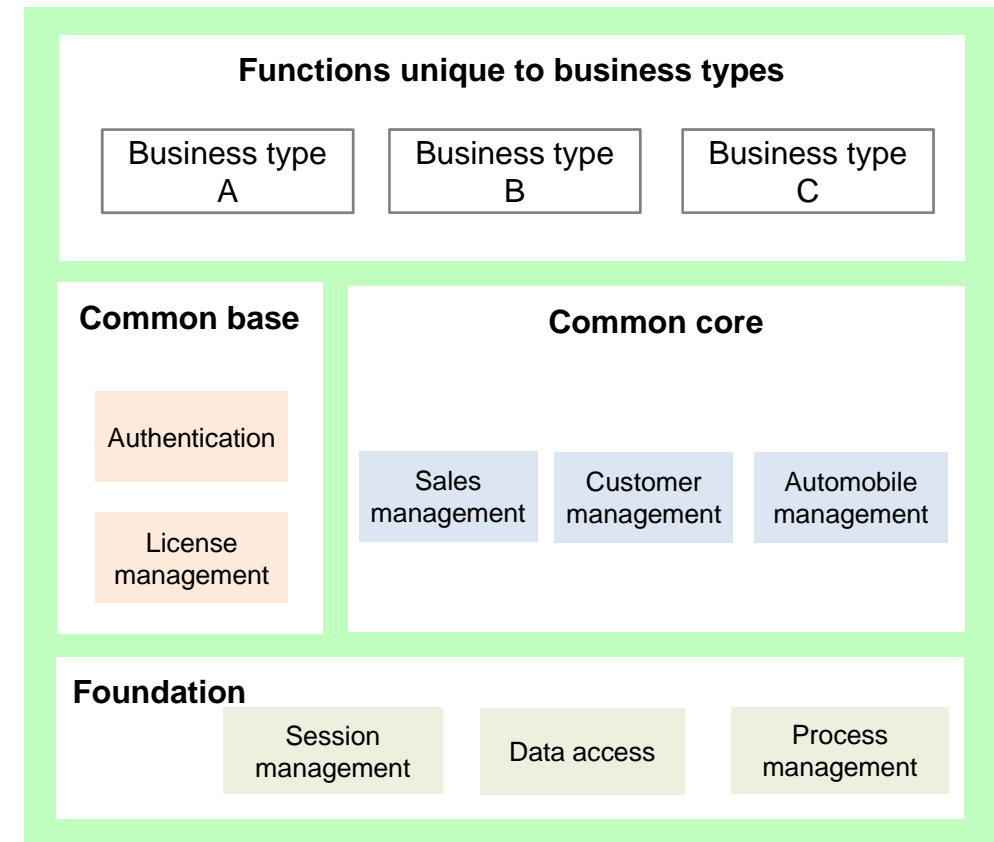 Functions unique to business types
Business type
A
Business type
B
Business type
C
Common base
Authentication
License
management
Common core
Sales
management
Customer
management
Automobile
management
Foundation
Session
management
Data access
Process
management